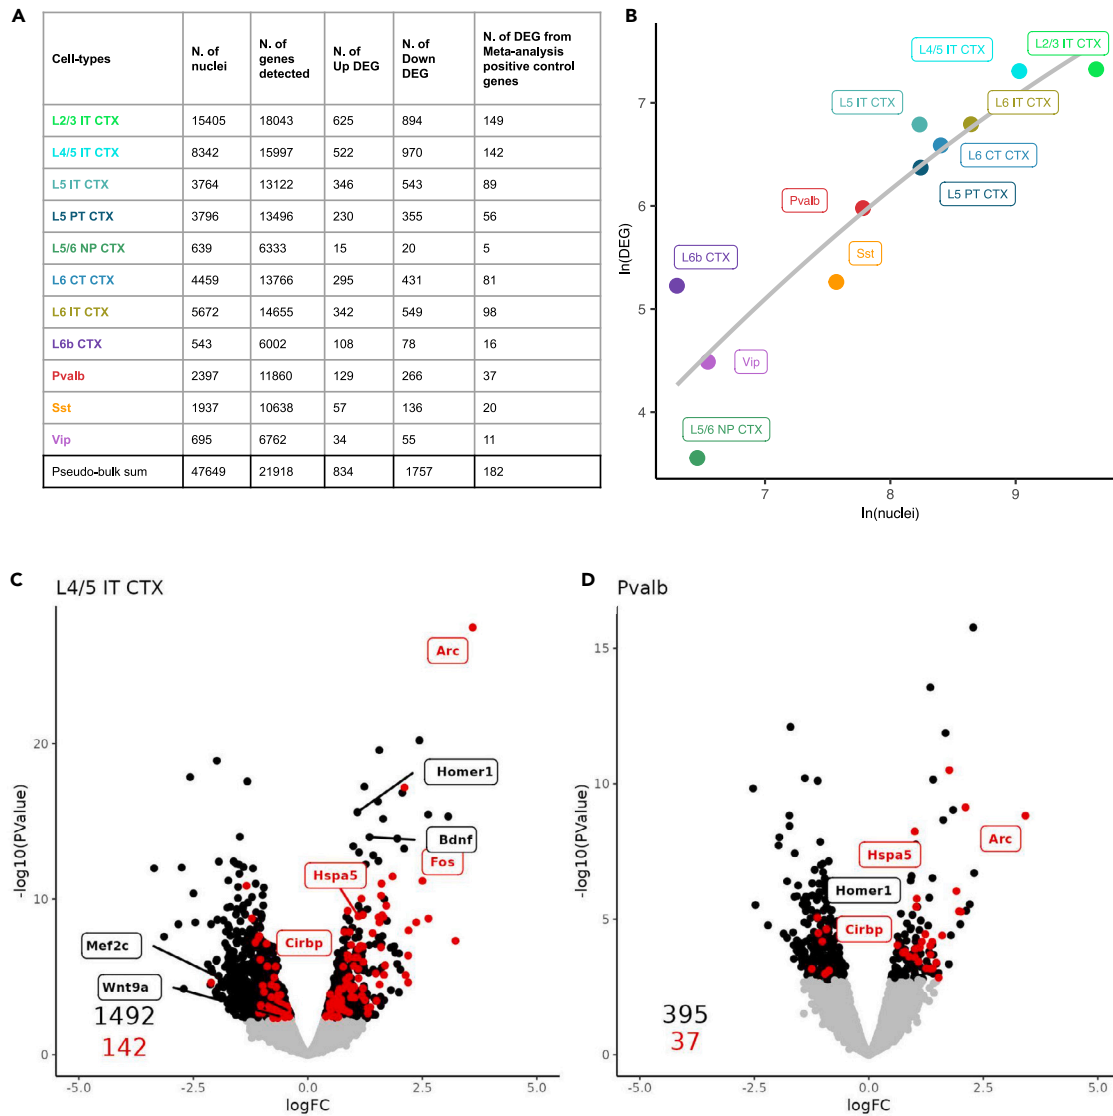 A
Cell-types N. of nuclei N. of genes detected N. of Up DEG N. of Down DEG N. of DEG from Meta-analysis positive control genes
L2/3 IT CTX 15405 18043 625 894 149
L4/5 IT CTX 8342 15997 522 970 142
L5 IT CTX 3764 13122 346 543 89
L5 PT CTX 3796 13496 230 355 56
L5/6 NP CTX 639 6333 15 20 5
L6 CT CTX 4459 13766 295 431 81
L6 IT CTX 5672 14655 342 549 98
L6b CTX 543 6002 108 78 16
Pvalb 2397 11860 129 266 37
Sst 1937 10638 57 136 20
Vip 695 6762 34 55 11
Pseudo-bulk sum 47649 21918 834 1757 182
B
L4/5 IT CTX
L2/3 IT CTX
L5 IT CTX
L6 IT CTX
L6 CT CTX
L5 PT CTX
Pvalb
Sst
L6b CTX
Vip
L5/6 NP CTX
ln(DEG)
7
6
5
4
7 8 9
ln(nuclei)
C
L4/5 IT CTX
Arc
Homer1
Bdnf
Fos
Hspa5
Cirbp
Mef2c
Wnt9a
1492
142
-log10(PValue)
20
10
0
-5.0 -2.5 0.0 2.5 5.0
logFC
D
Pvalb
Arc
Hspa5
Homer1
Cirbp
395
37
-log10(PValue)
15
10
5
0
-5.0 -2.5 0.0 2.5 5.0
logFC